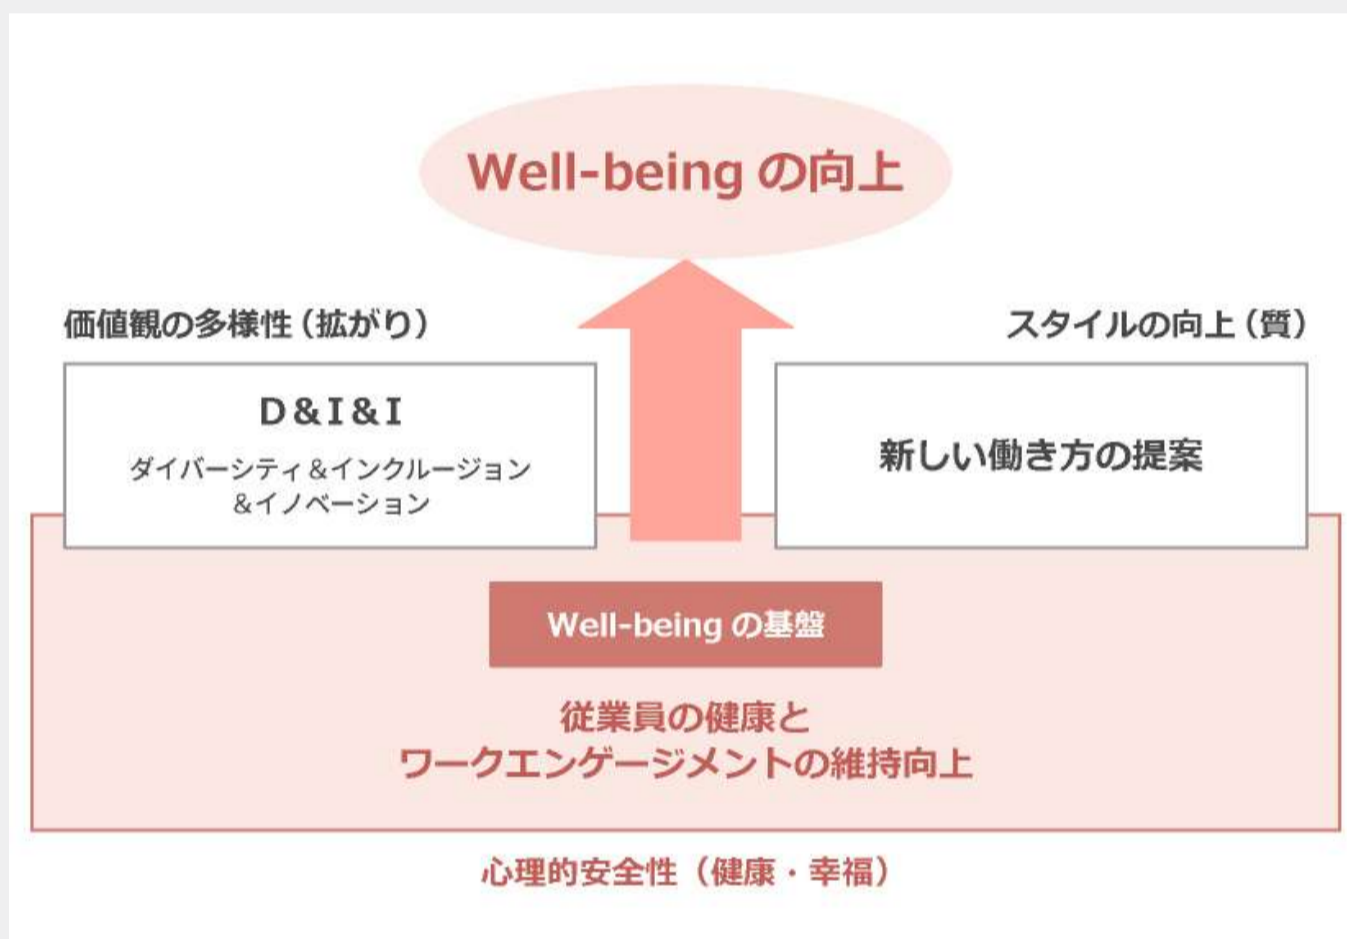 Well-being の向上
価値観の多様性（拡がり）
スタイルの向上（質）
D&I&I
ダイバーシティ&インクルージョン
&イノベーション
新しい働き方の提案
Well-being の基盤
従業員の健康と
ワークエンゲージメントの維持向上
心理的安全性（健康・幸福）